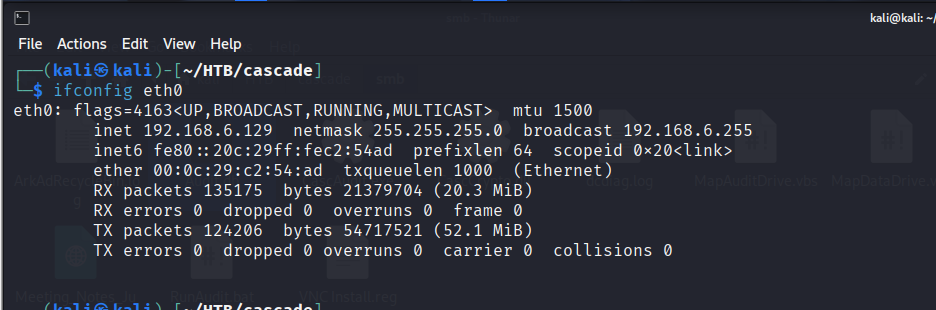 kali@kali: ~/
File Actions Edit View Help
┌──(kali㉿kali)-[~/HTB/cascade]
└─$ ifconfig eth0
eth0: flags=4163<UP,BROADCAST,RUNNING,MULTICAST>  mtu 1500
        inet 192.168.6.129  netmask 255.255.255.0  broadcast 192.168.6.255
        inet6 fe80::20c:29ff:fec2:54ad  prefixlen 64  scopeid 0×20<link>
        ether 00:0c:29:c2:54:ad  txqueuelen 1000  (Ethernet)
        RX packets 135175  bytes 21379704 (20.3 MiB)
        RX errors 0  dropped 0  overruns 0  frame 0
        TX packets 124206  bytes 54717521 (52.1 MiB)
        TX errors 0  dropped 0 overruns 0  carrier 0  collisions 0
MapAuditDrive.vbs
MapDataDrive.v
(kali㉿kali)-[~/HTB/cascade]